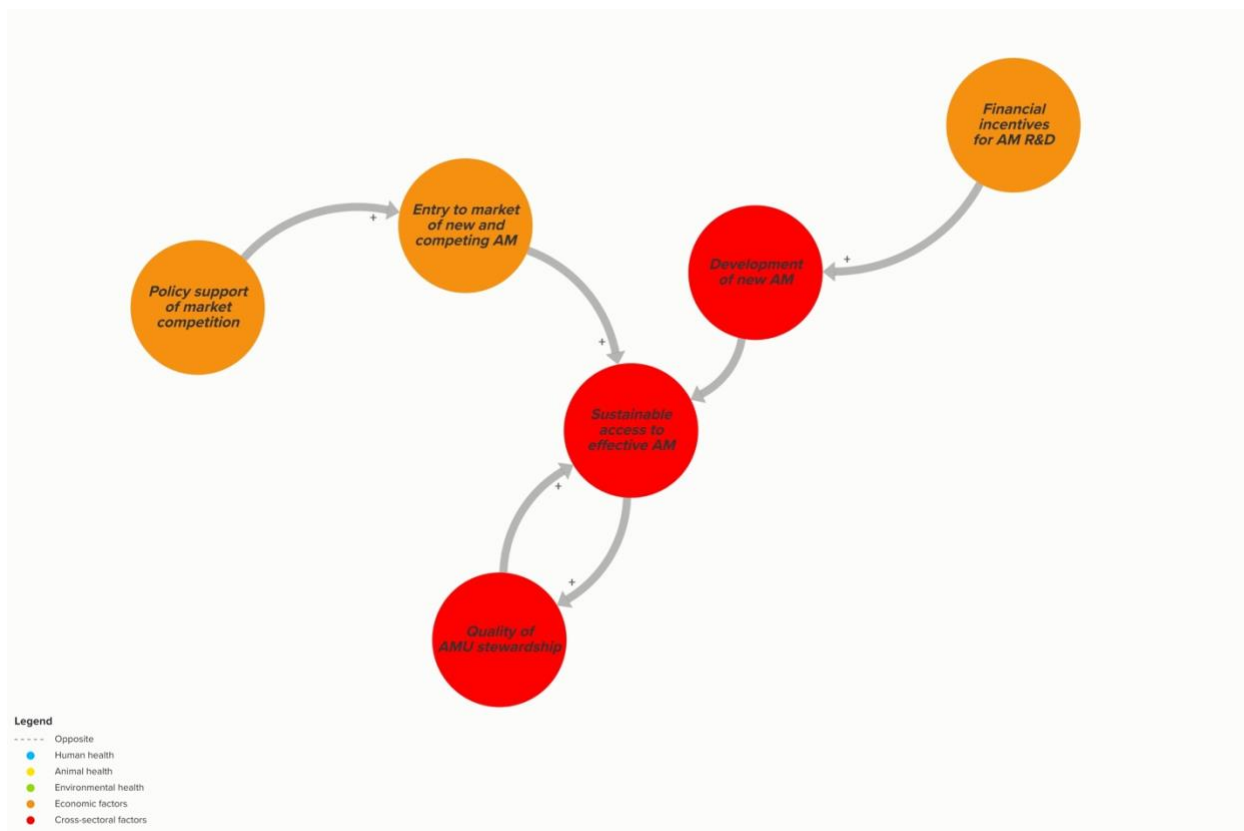 Financial
incentives
for AM R&D
Entry to market
of new and
competing AM
+
Development
of new AM
+
Policy support
of market
competition
+
Sustainable
access to
effective AM
+
+
Quality of
AMU stewardship
Legend
Opposite
Human health
Animal health
Environmental health
Economic factors
Cross-sectoral factors